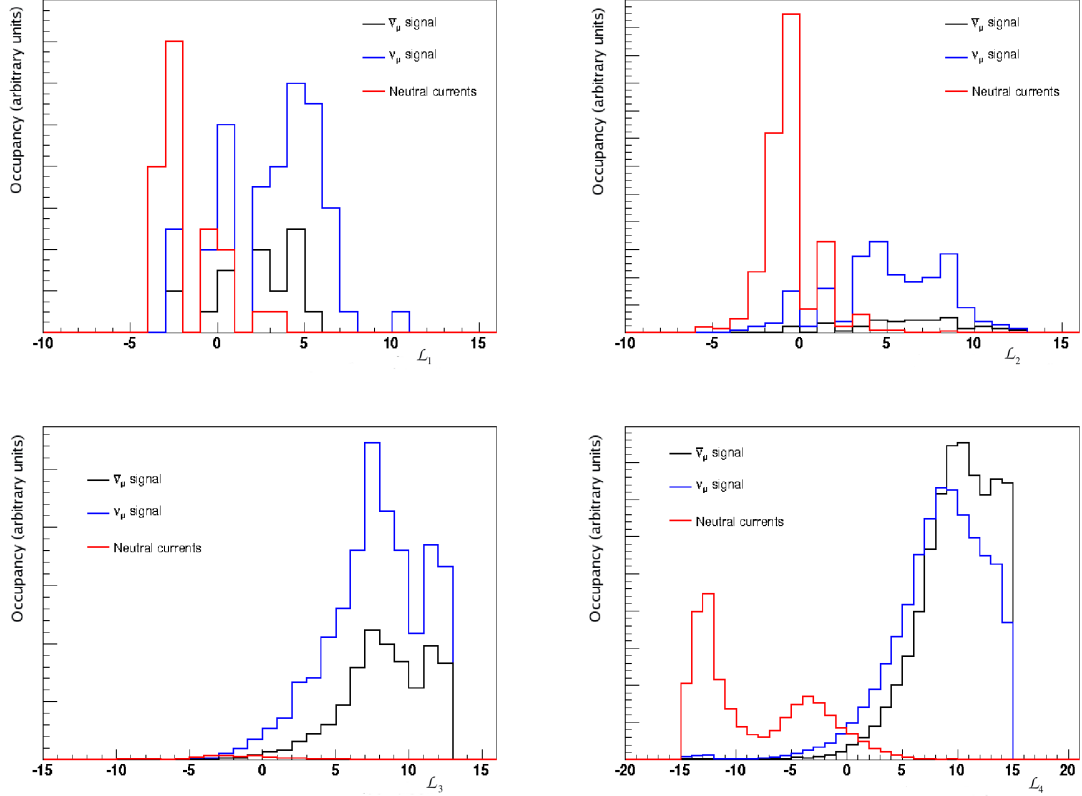 Occupancy (arbitrary units)
ν̅μ signal
νμ signal
Neutral currents
-10 -5 0 5 10 15
ℒ1
Occupancy (arbitrary units)
ν̅μ signal
νμ signal
Neutral currents
-10 -5 0 5 10 15
ℒ2
Occupancy (arbitrary units)
ν̅μ signal
νμ signal
Neutral currents
-15 -10 -5 0 5 10 15
ℒ3
Occupancy (arbitrary units)
ν̅μ signal
νμ signal
Neutral currents
-20 -15 -10 -5 0 5 10 15 20
ℒ4